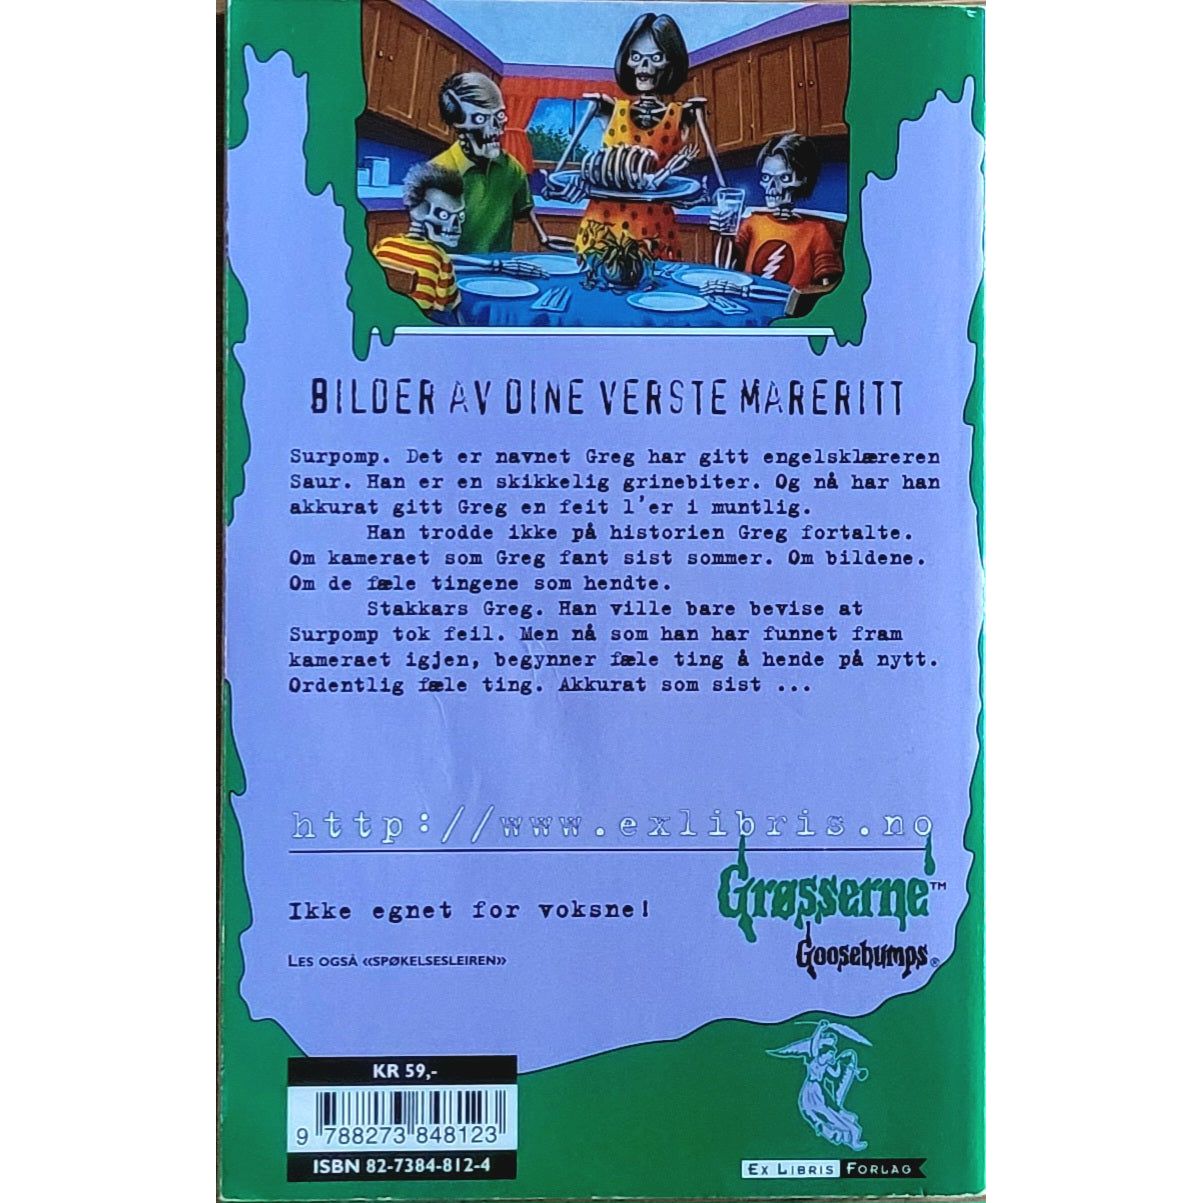 BILDER AV DINE VERSTE MARERITT
Surpomp. Det er navnet Greg har gitt engelsklæreren
Saur. Han er en skikkelig grinebiter. Og nå har han
akkurat gitt Greg en feit 1'er i muntlig.
Han trodde ikke på historien Greg fortalte.
Om kameraet som Greg fant sist sommer. Om bildene.
Om de fæle tingene som hendte.
Stakkars Greg. Han ville bare bevise at
Surpomp tok feil. Men nå som han har funnet fram
kameraet igjen, begynner fæle ting å hende på nytt.
Ordentlig fæle ting. Akkurat som sist ...
http://www.exlibris.no
Grøsserne™
Ikke egnet for voksne!
Goosebumps®
LES OGSÅ «SPØKELSESLEIREN»
KR 59,-
9 788273 848123
ISBN 82-7384-812-4
EX LIBRIS FORLAG